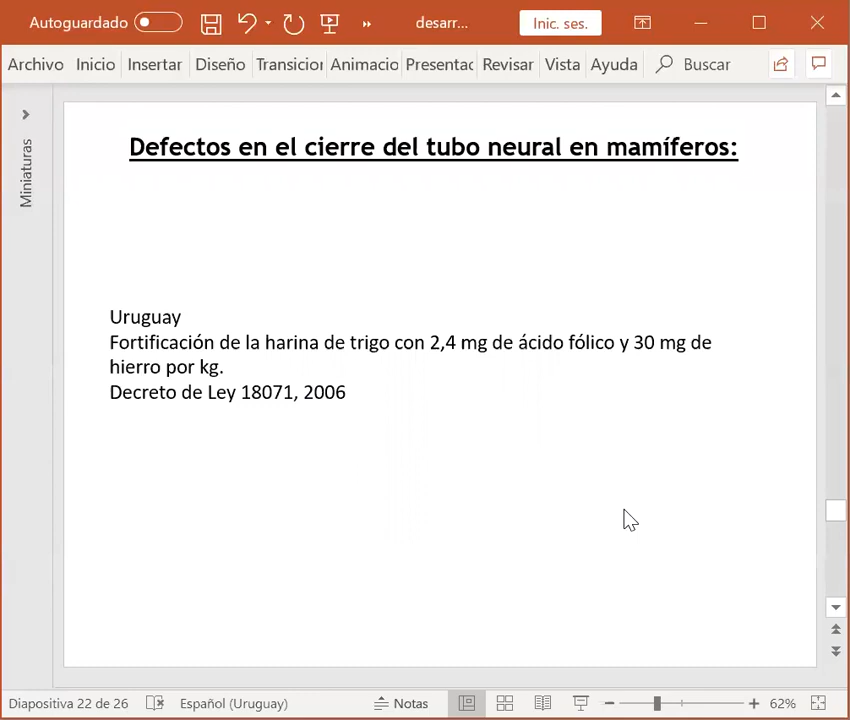 Autoguardado desarr... Inic. ses.
Archivo Inicio Insertar Diseño Transicior Animacio Presentac Revisar Vista Ayuda Buscar
Miniaturas
Defectos en el cierre del tubo neural en mamíferos:
Uruguay
Fortificación de la harina de trigo con 2,4 mg de ácido fólico y 30 mg de
hierro por kg.
Decreto de Ley 18071, 2006
Diapositiva 22 de 26 Español (Uruguay) Notas 62%